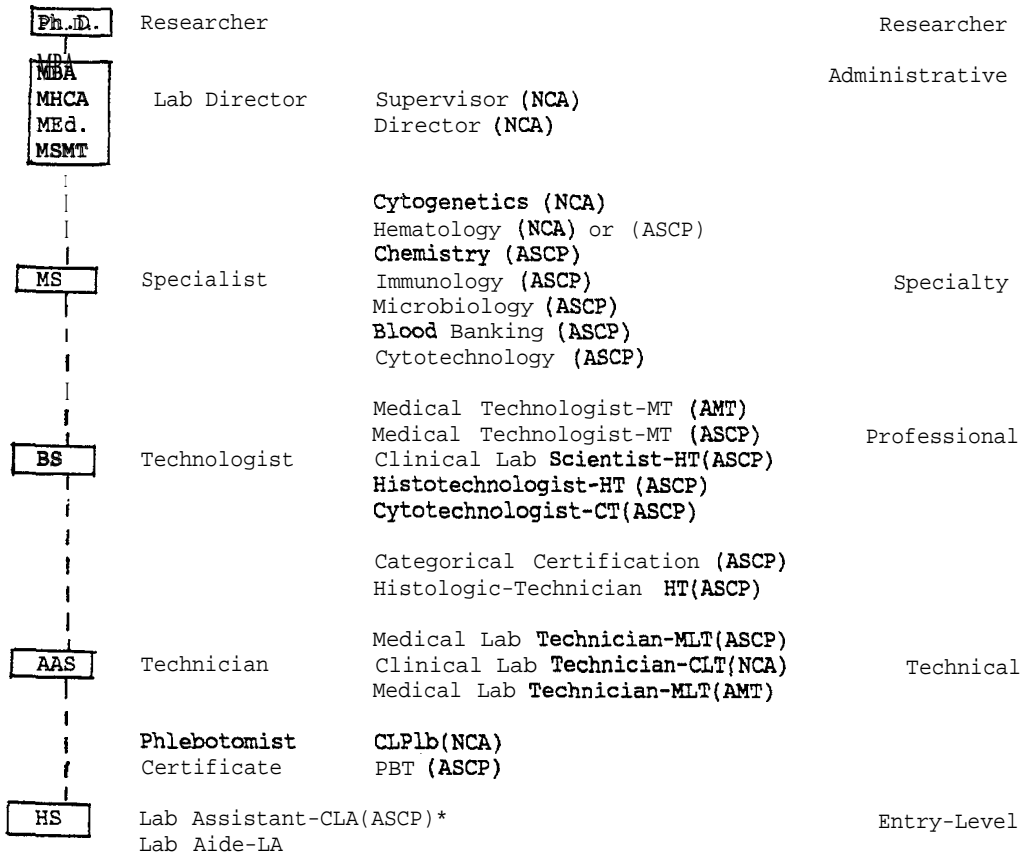 Ph.D. Researcher Researcher
MBA Administrative
MHCA Lab Director Supervisor (NCA)
MEd. Director (NCA)
MSMT
Cytogenetics (NCA)
Hematology (NCA) or (ASCP)
Chemistry (ASCP)
MS Specialist Immunology (ASCP) Specialty
Microbiology (ASCP)
Blood Banking (ASCP)
Cytotechnology (ASCP)
Medical Technologist-MT (AMT)
Medical Technologist-MT (ASCP) Professional
BS Technologist Clinical Lab Scientist-HT(ASCP)
Histotechnologist-HT (ASCP)
Cytotechnologist-CT(ASCP)
Categorical Certification (ASCP)
Histologic-Technician HT(ASCP)
Medical Lab Technician-MLT(ASCP)
AAS Technician Clinical Lab Technician-CLT(NCA) Technical
Medical Lab Technician-MLT(AMT)
Phlebotomist CLPlb(NCA)
Certificate PBT (ASCP)
HS Lab Assistant-CLA(ASCP)* Entry-Level
Lab Aide-LA